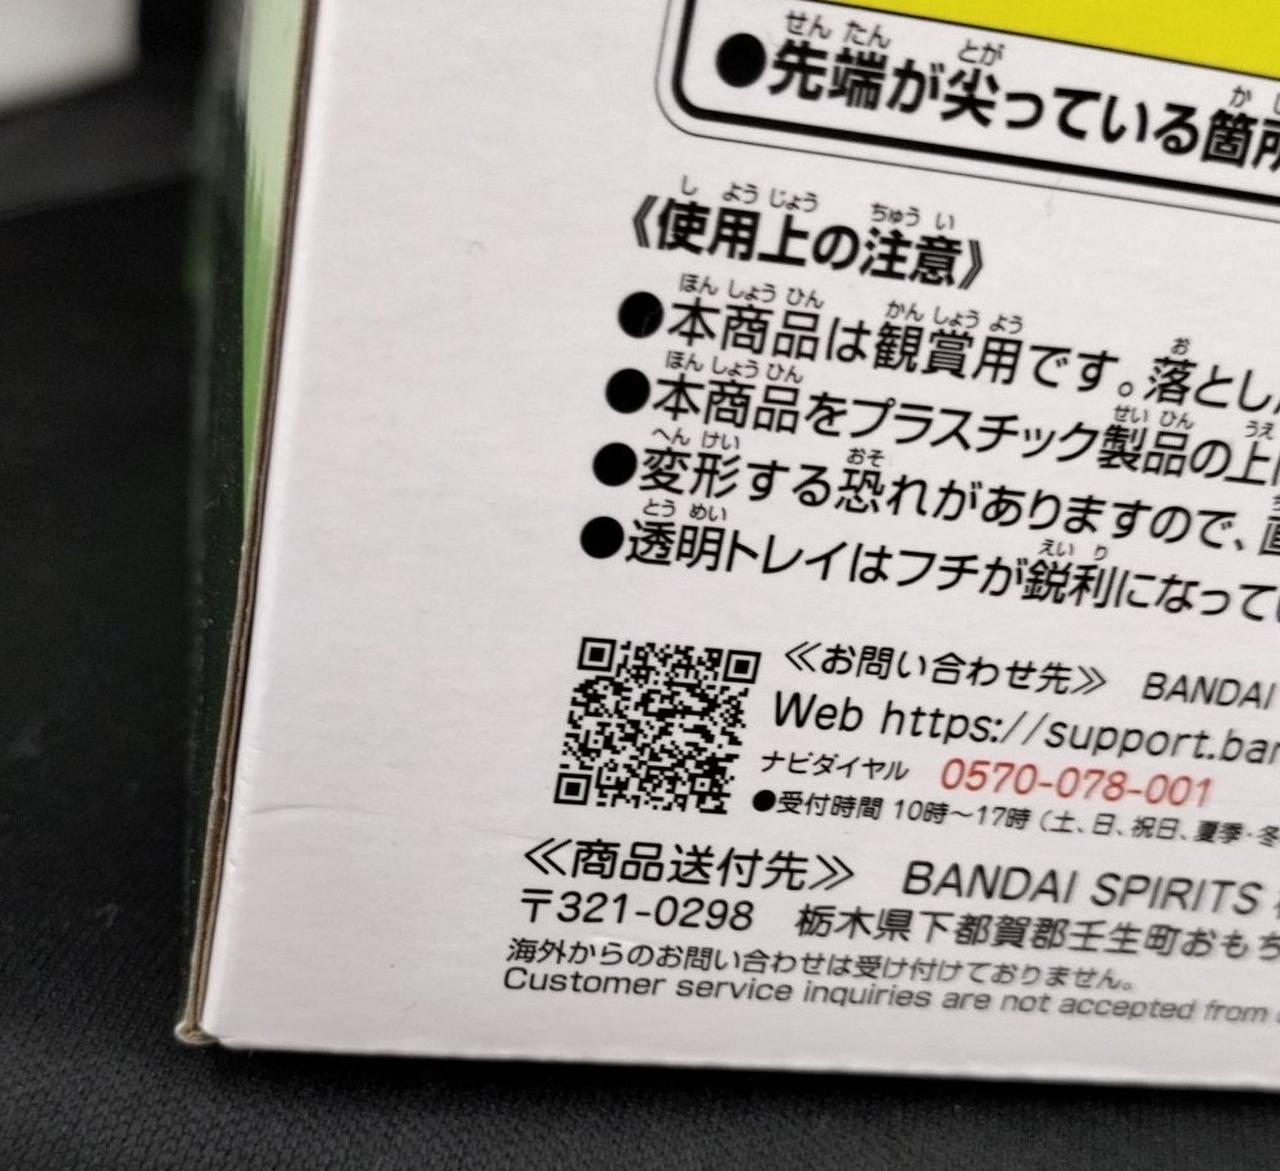 ●先端が尖っている箇所
《使用上の注意》
●本商品は観賞用です。落とし
●本商品をプラスチック製品の上
●変形する恐れがありますので、直
●透明トレイはフチが鋭利になって
≪お問い合わせ先≫ BANDAI
Web https://support.ban
ナビダイヤル 0570-078-001
●受付時間 10時〜17時（土、日、祝日、夏季・冬
≪商品送付先≫ BANDAI SPIRITS
〒321-0298 栃木県下都賀郡壬生町おもち
海外からのお問い合わせは受け付けておりません。
Customer service inquiries are not accepted from